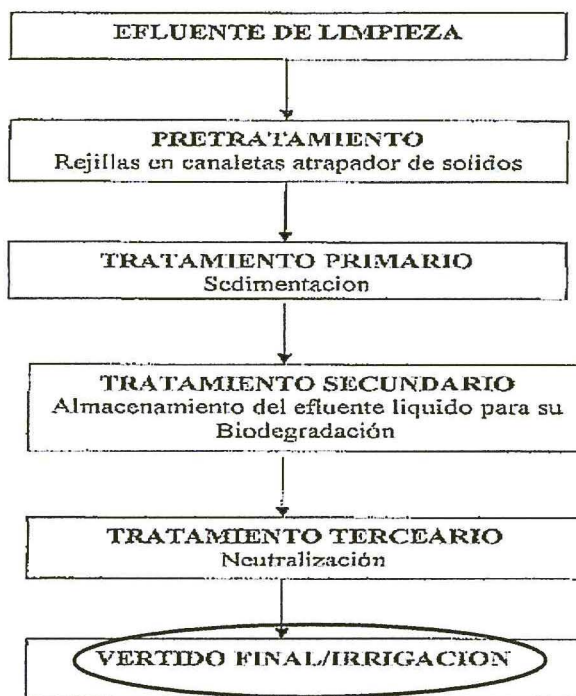 EFLUENTE DE LIMPIEZA
PRETRATAMIENTO
Rejillas en canaletas atrapador de solidos
TRATAMIENTO PRIMARIO
Sedimentacion
TRATAMIENTO SECUNDARIO
Almacenamiento del efluente liquido para su
Biodegradación
TRATAMIENTO TERCEARIO
Neutralización
VERTIDO FINAL/IRRIGACION